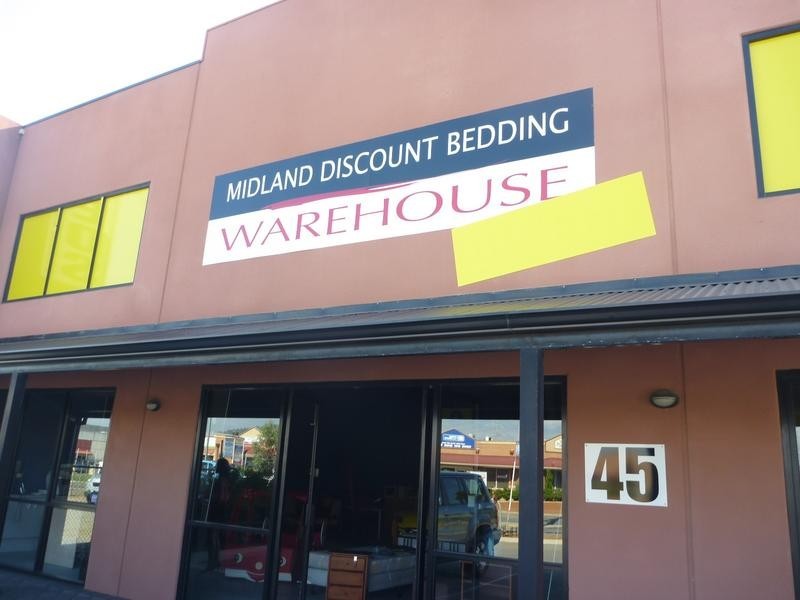 MIDLAND DISCOUNT BEDDING
WAREHOUSE
45